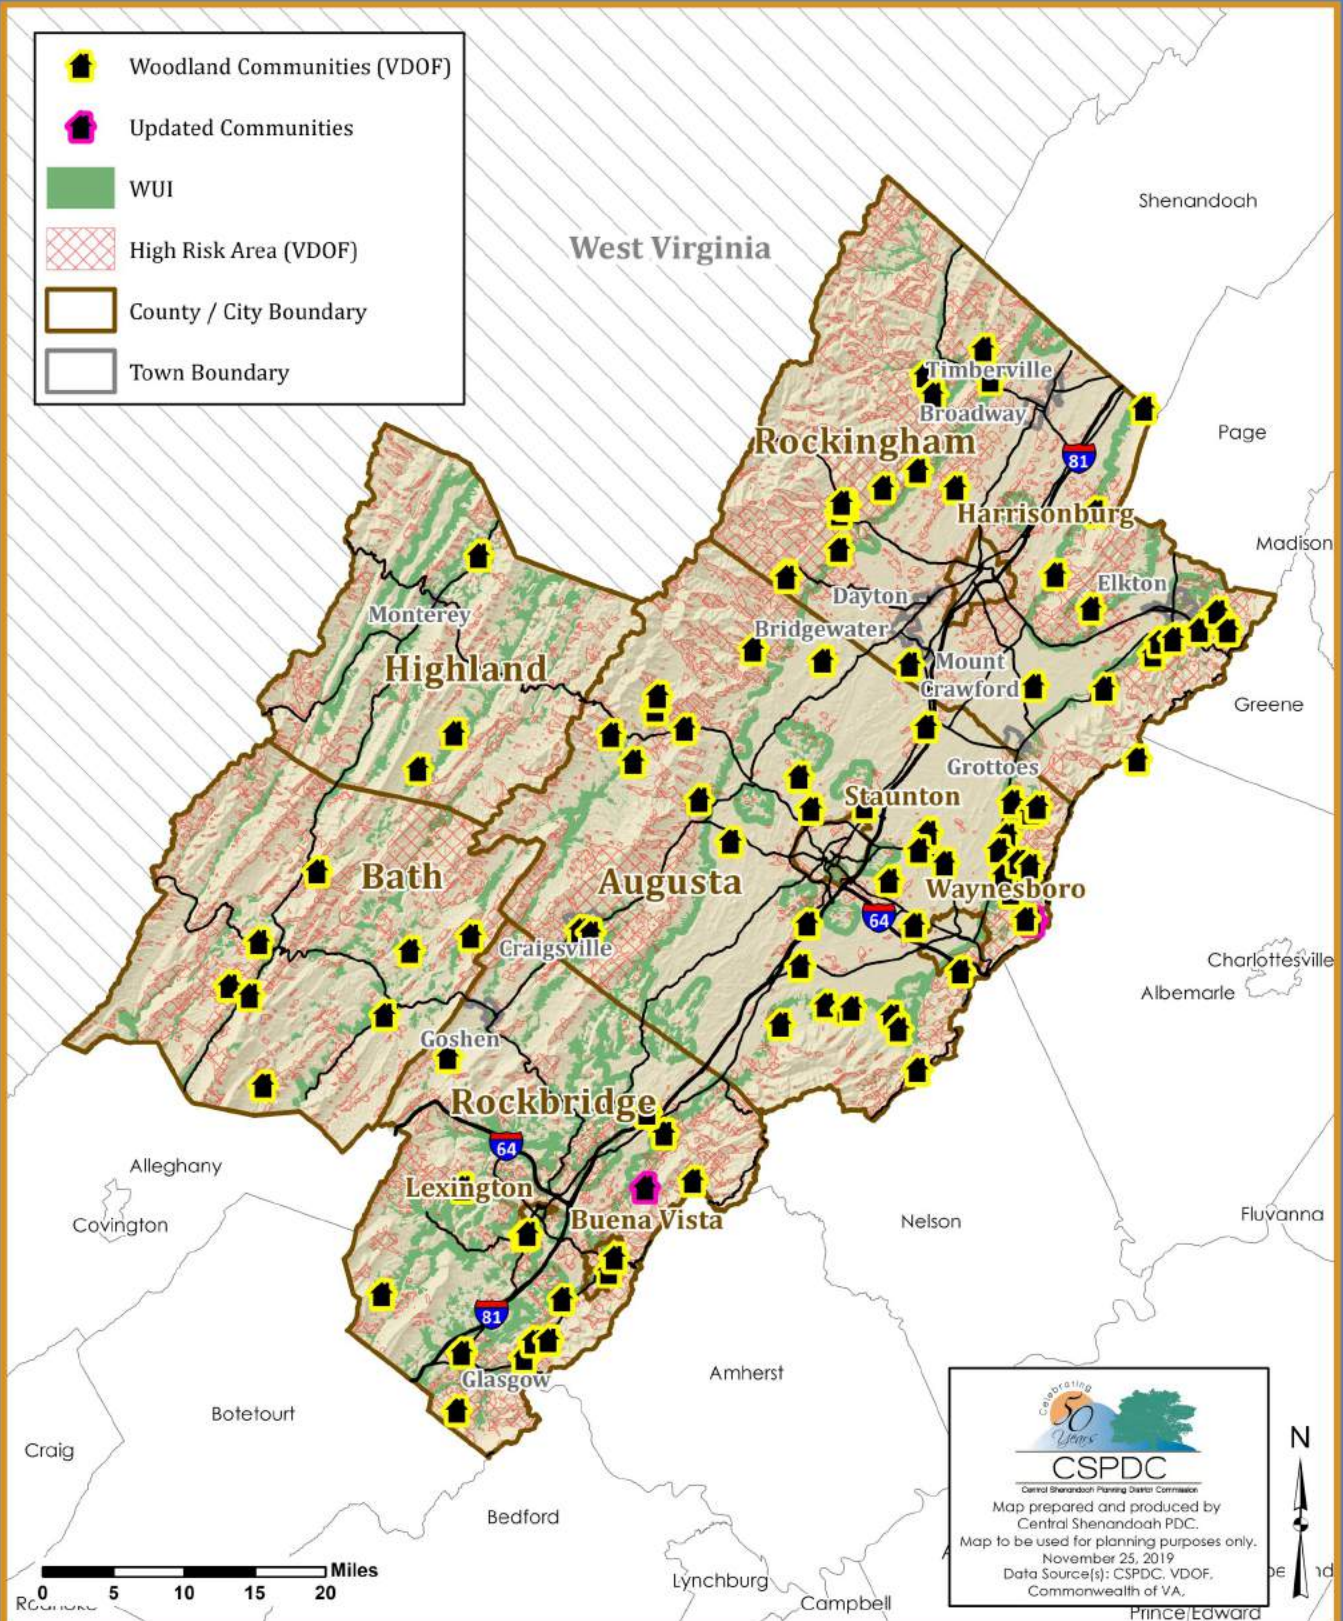 Woodland Communities (VDOF)
Updated Communities
WUI
High Risk Area (VDOF)
County / City Boundary
Town Boundary
West Virginia
Shenandoah
Timberville
Broadway
Rockingham
Page
81
Harrisonburg
Madison
Monterey
Highland
Dayton
Elkton
Bridgewater
Mount
Crawford
Greene
Grottoes
Staunton
Bath
Augusta
Waynesboro
64
Craigsville
Charlottesville
Albemarle
Goshen
Rockbridge
64
Alleghany
Lexington
Covington
Buena Vista
Nelson
Fluvanna
81
Glasgow
Amherst
Botetourt
Craig
Bedford
Lynchburg
Campbell
Roanoke
Prince Edward
Miles
0 5 10 15 20
Celebrating
50
Years
CSPDC
Central Shenandoah Planning District Commission
Map prepared and produced by
Central Shenandoah PDC.
Map to be used for planning purposes only.
November 25, 2019
Data Source(s): CSPDC, VDOF,
Commonwealth of VA,
N